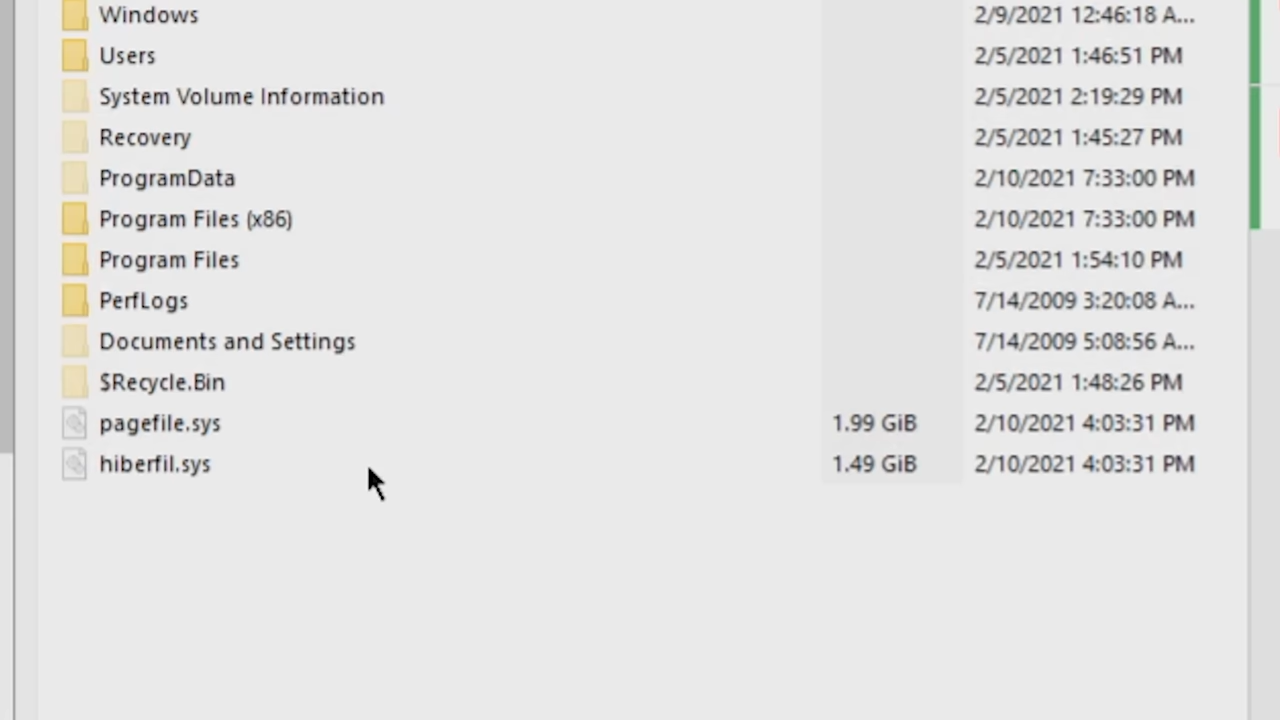 Windows 2/9/2021 12:46:18 A...
Users 2/5/2021 1:46:51 PM
System Volume Information 2/5/2021 2:19:29 PM
Recovery 2/5/2021 1:45:27 PM
ProgramData 2/10/2021 7:33:00 PM
Program Files (x86) 2/10/2021 7:33:00 PM
Program Files 2/5/2021 1:54:10 PM
PerfLogs 7/14/2009 3:20:08 A...
Documents and Settings 7/14/2009 5:08:56 A...
$Recycle.Bin 2/5/2021 1:48:26 PM
pagefile.sys 1.99 GiB 2/10/2021 4:03:31 PM
hiberfil.sys 1.49 GiB 2/10/2021 4:03:31 PM